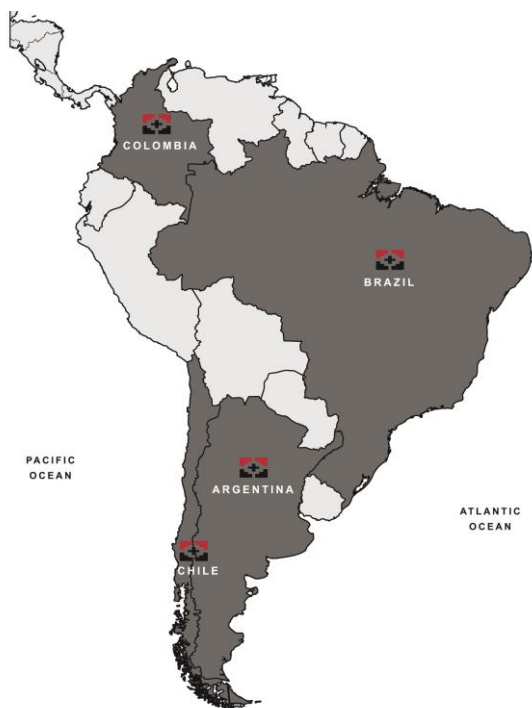 COLOMBIA
BRAZIL
PACIFIC
OCEAN
ARGENTINA
ATLANTIC
OCEAN
CHILE